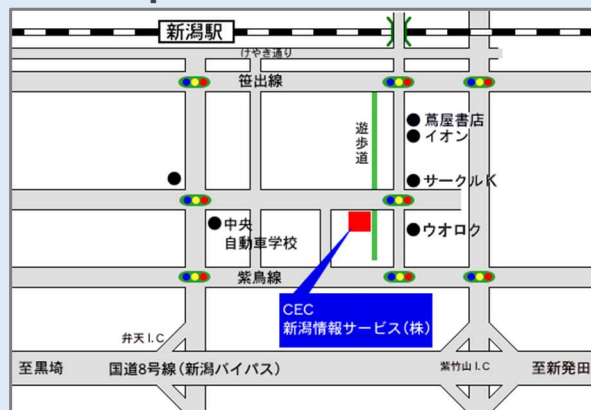 新潟駅
けやき通り
笹出線
蔦屋書店
イオン
遊歩道
サークルK
中央
自動車学校
ウオロク
紫鳥線
CEC
新潟情報サービス(株)
弁天I.C
至黒埼
国道8号線(新潟バイパス)
紫竹山I.C
至新発田